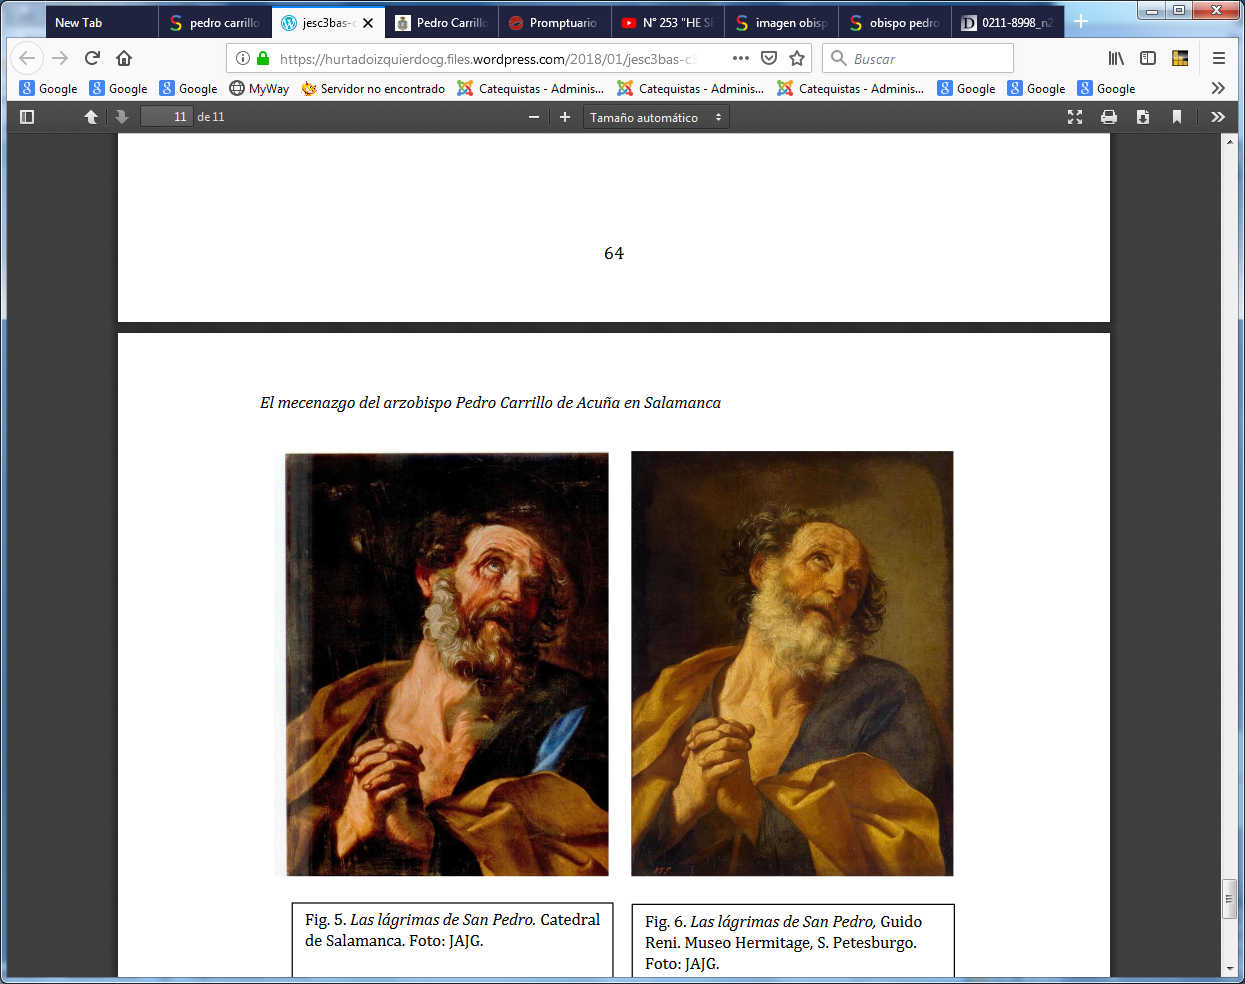 New Tab
pedro carrillo
jesc3bas-c
Pedro Carrillo
Promptuario
N° 253 "HE SE
imagen obisp
obispo pedro
0211-8998_n2
https://hurtadoizquierdocg.files.wordpress.com/2018/01/jesc3bas-c3
Buscar
Google
Google
Google
MyWay
Servidor no encontrado
Catequistas - Adminis...
Catequistas - Adminis...
Catequistas - Adminis...
Google
Google
Google
11 de 11
Tamaño automático
64
El mecenazgo del arzobispo Pedro Carrillo de Acuña en Salamanca
Fig. 5. Las lágrimas de San Pedro. Catedral
de Salamanca. Foto: JAJG.
Fig. 6. Las lágrimas de San Pedro, Guido
Reni. Museo Hermitage, S. Petesburgo.
Foto: JAJG.